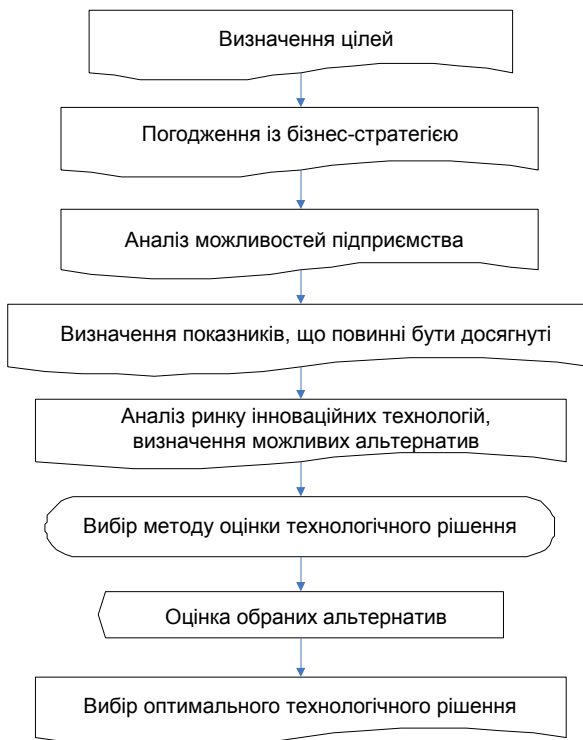 Визначення цілей
Погодження із бізнес-стратегією
Аналіз можливостей підприємства
Визначення показників, що повинні бути досягнуті
Аналіз ринку інноваційних технологій,
визначення можливих альтернатив
Вибір методу оцінки технологічного рішення
Оцінка обраних альтернатив
Вибір оптимального технологічного рішення